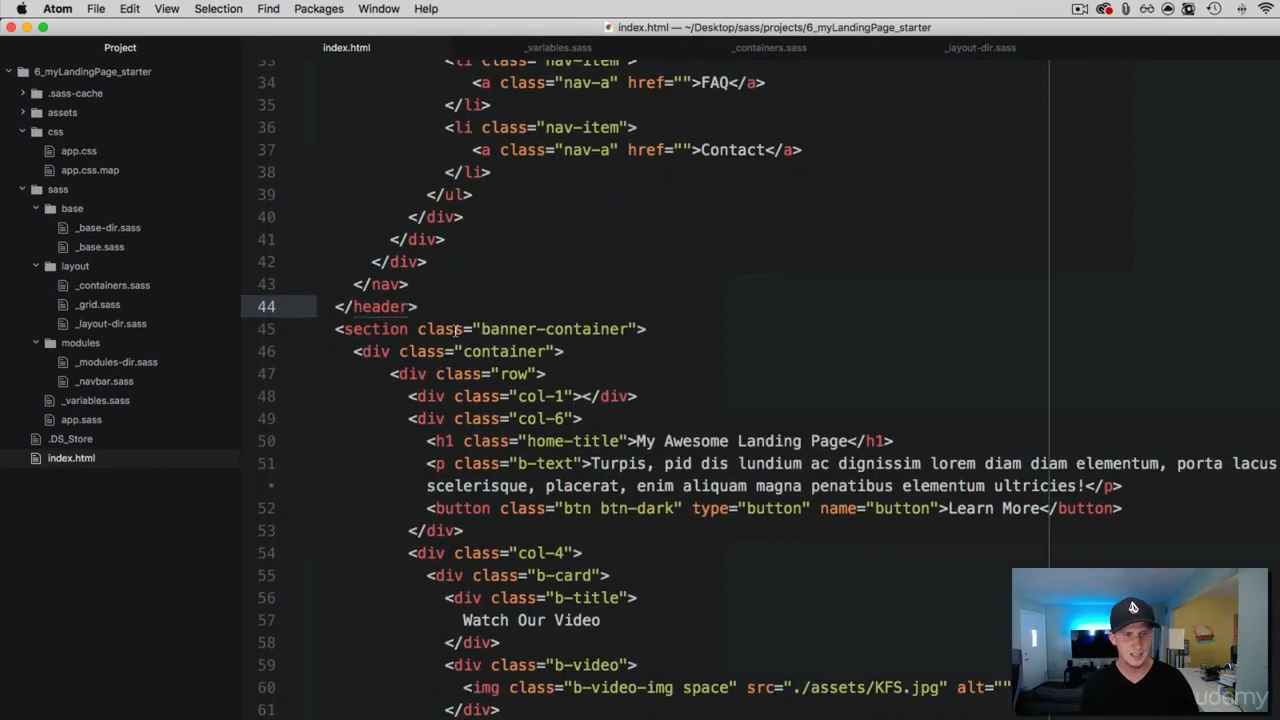 Atom File Edit View Selection Find Packages Window Help
index.html — ~/Desktop/sass/projects/6_myLandingPage_starter
Project
index.html _variables.sass _containers.sass _layout-dir.sass
6_myLandingPage_starter
.sass-cache
assets
css
app.css
app.css.map
sass
base
_base-dir.sass
_base.sass
layout
_containers.sass
_grid.sass
_layout-dir.sass
modules
_modules-dir.sass
_navbar.sass
_variables.sass
app.sass
.DS_Store
index.html
33 <li class="nav-item">
34 <a class="nav-a" href="">FAQ</a>
35 </li>
36 <li class="nav-item">
37 <a class="nav-a" href="">Contact</a>
38 </li>
39 </ul>
40 </div>
41 </div>
42 </div>
43 </nav>
44 </header>
45 <section class="banner-container">
46 <div class="container">
47 <div class="row">
48 <div class="col-1"></div>
49 <div class="col-6">
50 <h1 class="home-title">My Awesome Landing Page</h1>
51 <p class="b-text">Turpis, pid dis lundium ac dignissim lorem diam diam elementum, porta lacus
• scelerisque, placerat, enim aliquam magna penatibus elementum ultricies!</p>
52 <button class="btn btn-dark" type="button" name="button">Learn More</button>
53 </div>
54 <div class="col-4">
55 <div class="b-card">
56 <div class="b-title">
57 Watch Our Video
58 </div>
59 <div class="b-video">
60 <img class="b-video-img space" src="./assets/KFS.jpg" alt=""
61 </div>
udemy